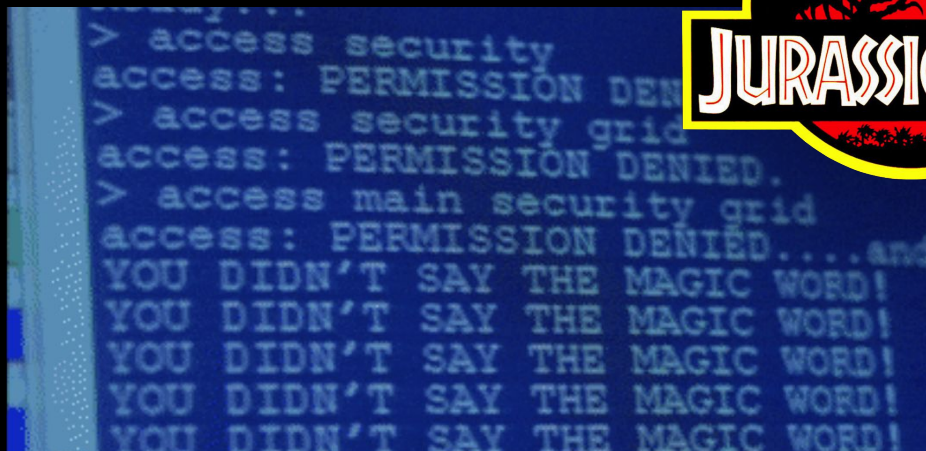 Ready...
> access security
access: PERMISSION DEN
> access security grid
access: PERMISSION DENIED.
> access main security grid
access: PERMISSION DENIED....and
YOU DIDN'T SAY THE MAGIC WORD!
YOU DIDN'T SAY THE MAGIC WORD!
YOU DIDN'T SAY THE MAGIC WORD!
YOU DIDN'T SAY THE MAGIC WORD!
YOU DIDN'T SAY THE MAGIC WORD!
JURASSIC